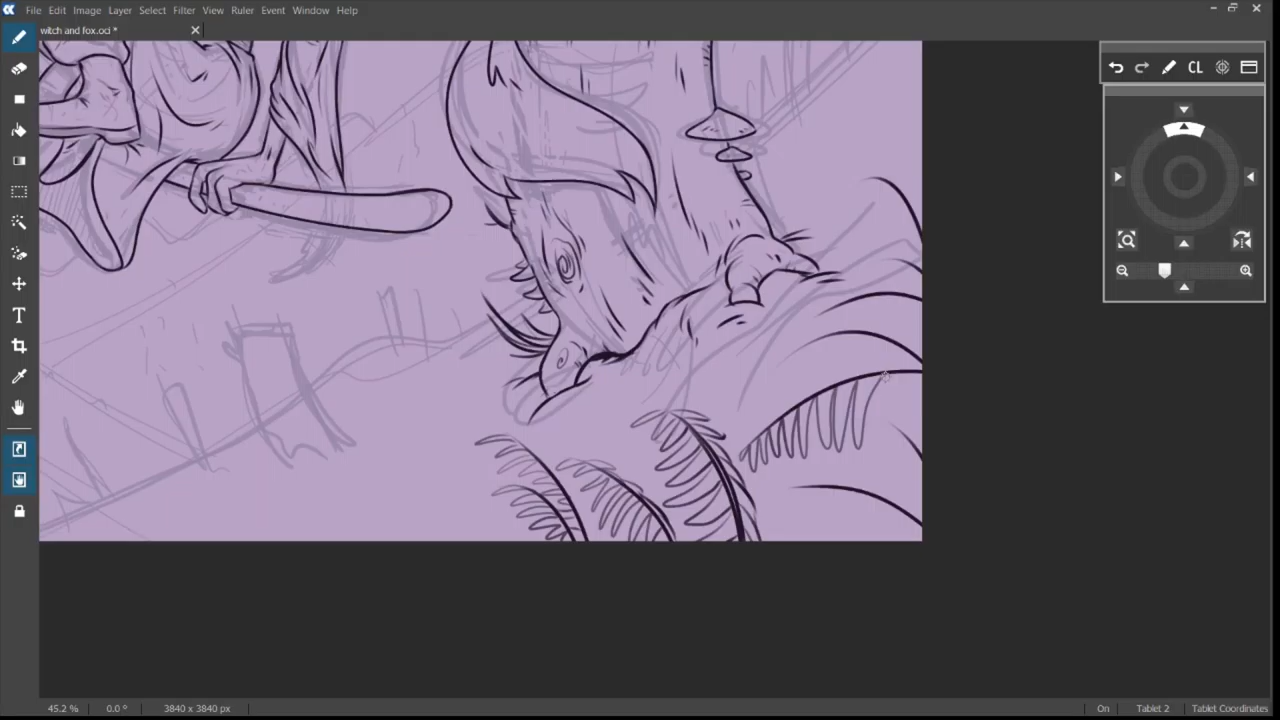 File Edit Image Layer Select Filter View Ruler Event Window Help
witch and fox.oci *
CL
45.2 % 0.0 º 3840 x 3840 px On Tablet 2 Tablet Coordinates